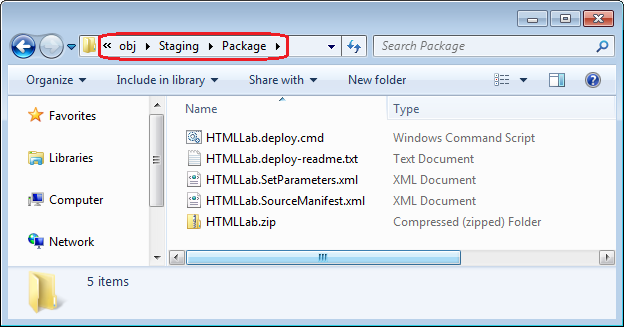 « obj Staging Package Search Package
Organize Include in library Share with New folder
Favorites
Libraries
Computer
Network
Name Type
HTMLLab.deploy.cmd Windows Command Script
HTMLLab.deploy-readme.txt Text Document
HTMLLab.SetParameters.xml XML Document
HTMLLab.SourceManifest.xml XML Document
HTMLLab.zip Compressed (zipped) Folder
5 items